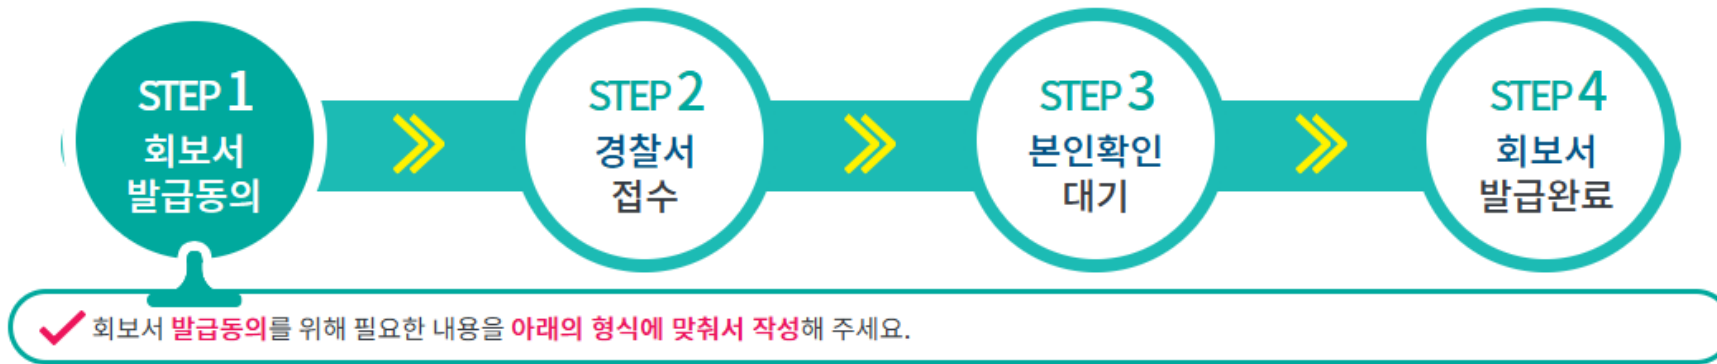 STEP 1
회보서
발급동의
STEP 2
경찰서
접수
STEP 3
본인확인
대기
STEP 4
회보서
발급완료
회보서 발급동의를 위해 필요한 내용을 아래의 형식에 맞춰서 작성해 주세요.